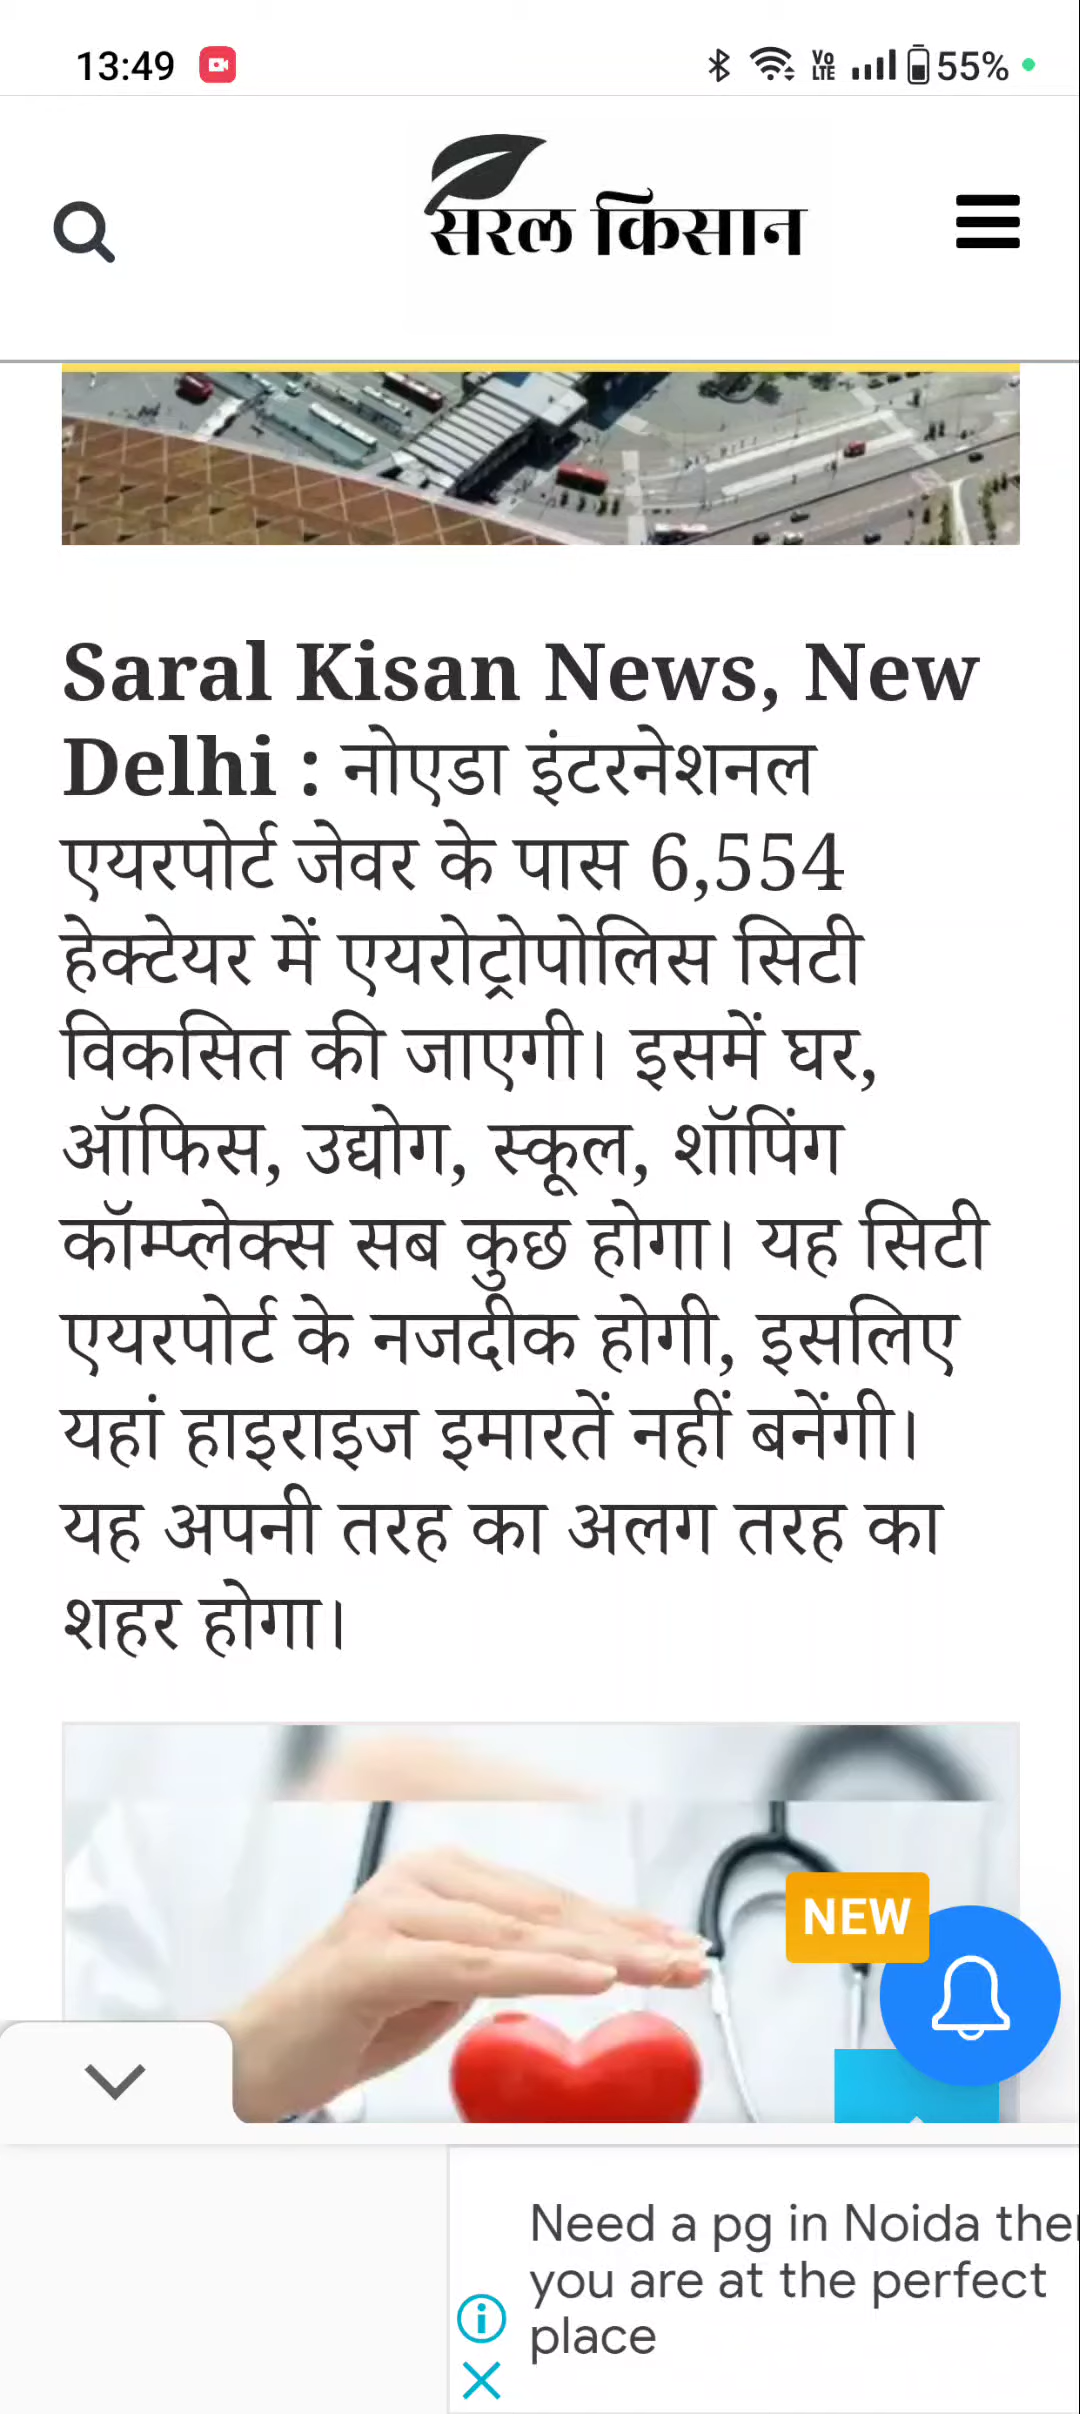 13:49
Vo LTE
55%
सरल किसान
Saral Kisan News, New
Delhi : नोएडा इंटरनेशनल
एयरपोर्ट जेवर के पास 6,554
हेक्टेयर में एयरोट्रोपोलिस सिटी
विकसित की जाएगी। इसमें घर,
ऑफिस, उद्योग, स्कूल, शॉपिंग
कॉम्प्लेक्स सब कुछ होगा। यह सिटी
एयरपोर्ट के नजदीक होगी, इसलिए
यहां हाइराइज इमारतें नहीं बनेंगी।
यह अपनी तरह का अलग तरह का
शहर होगा।
NEW
Need a pg in Noida
you are at the perfect
place